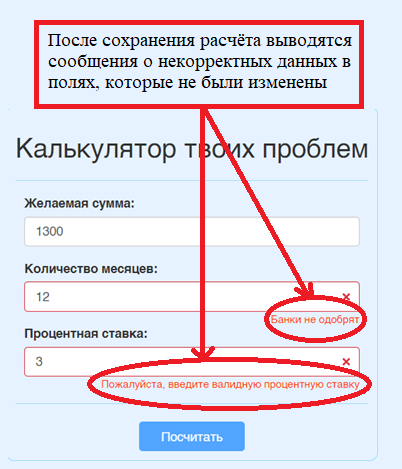 После сохранения расчёта выводятся
сообщения о некорректных данных в
полях, которые не были изменены
Калькулятор твоих проблем
Желаемая сумма:
1300
Количество месяцев:
12
Банки не одобрят
Процентная ставка:
3
Пожалуйста, введите валидную процентную ставку
Посчитать